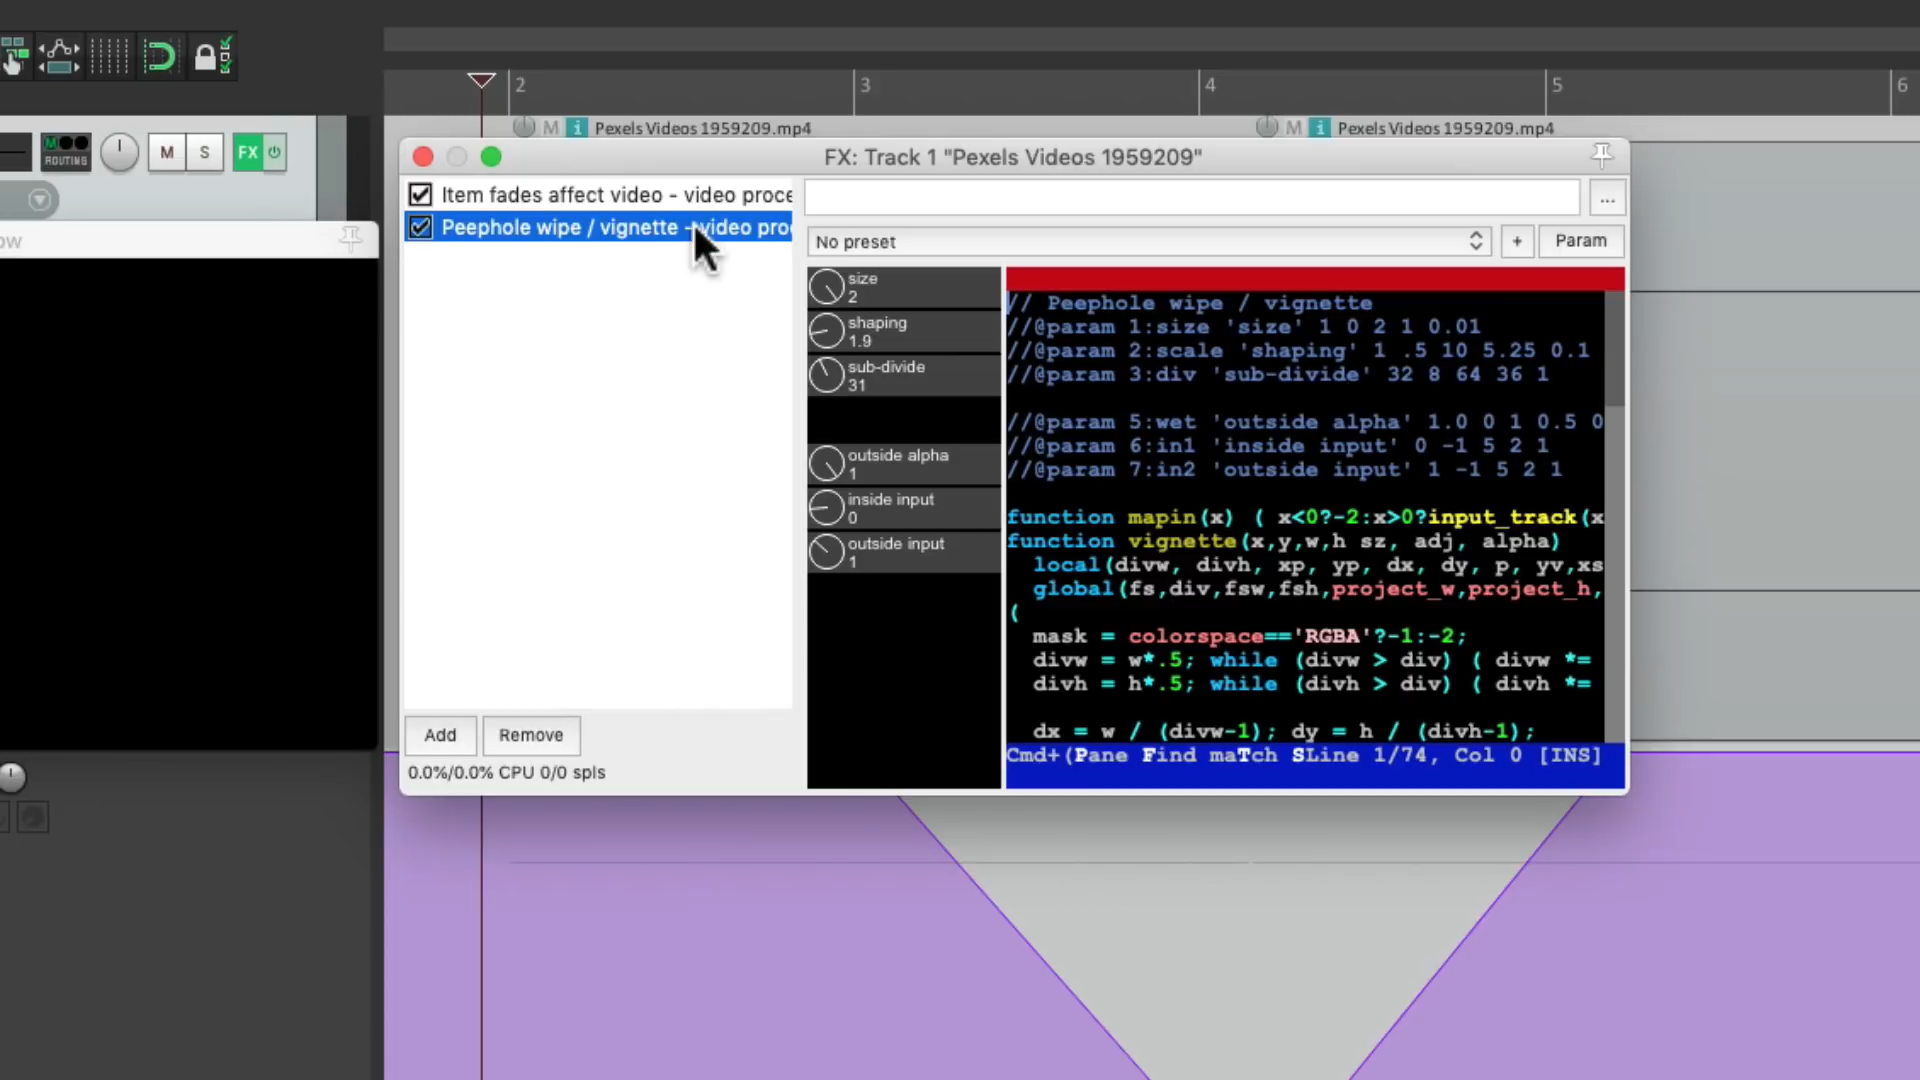 2
3
4
5
6
M i Pexels Videos 1959209.mp4
M i Pexels Videos 1959209.mp4
ROUTING
M
S
FX
ow
FX: Track 1 "Pexels Videos 1959209"
Item fades affect video - video proce
Peephole wipe / vignette - video pro
...
No preset
+
Param
size
2
shaping
1.9
sub-divide
31
outside alpha
1
inside input
0
outside input
1
// Peephole wipe / vignette
//@param 1:size 'size' 1 0 2 1 0.01
//@param 2:scale 'shaping' 1 .5 10 5.25 0.1
//@param 3:div 'sub-divide' 32 8 64 36 1
//@param 5:wet 'outside alpha' 1.0 0 1 0.5 0
//@param 6:in1 'inside input' 0 -1 5 2 1
//@param 7:in2 'outside input' 1 -1 5 2 1
function mapin(x) ( x<0?-2:x>0?input_track(x
function vignette(x,y,w,h sz, adj, alpha)
local(divw, divh, xp, yp, dx, dy, p, yv,xs
global(fs,div,fsw,fsh,project_w,project_h,
(
mask = colorspace=='RGBA'?-1:-2;
divw = w*.5; while (divw > div) ( divw *=
divh = h*.5; while (divh > div) ( divh *=
dx = w / (divw-1); dy = h / (divh-1);
Cmd+(Pane Find maTch SLine 1/74, Col 0 [INS]
Add
Remove
0.0%/0.0% CPU 0/0 spls